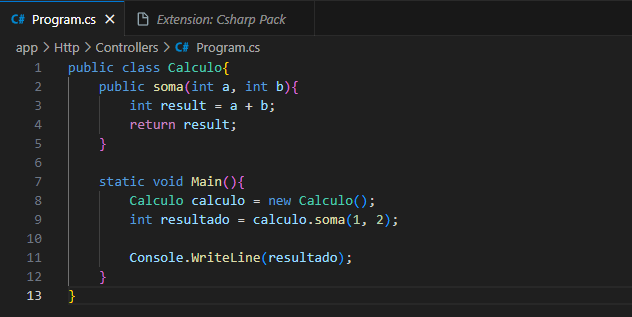 C# Program.cs × Extension: Csharp Pack
app > Http > Controllers > C# Program.cs
1 public class Calculo{
2 public soma(int a, int b){
3 int result = a + b;
4 return result;
5 }
6
7 static void Main(){
8 Calculo calculo = new Calculo();
9 int resultado = calculo.soma(1, 2);
10
11 Console.WriteLine(resultado);
12 }
13 }